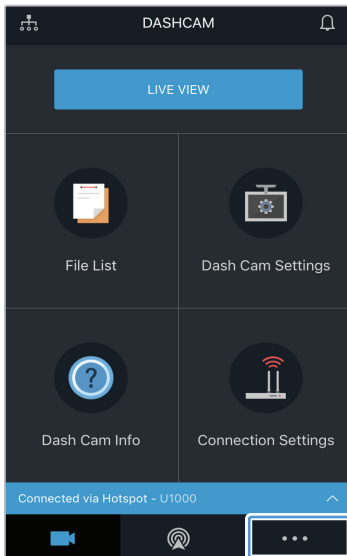 DASHCAM
LIVE VIEW
File List
Dash Cam Settings
Dash Cam Info
Connection Settings
Connected via Hotspot - U1000